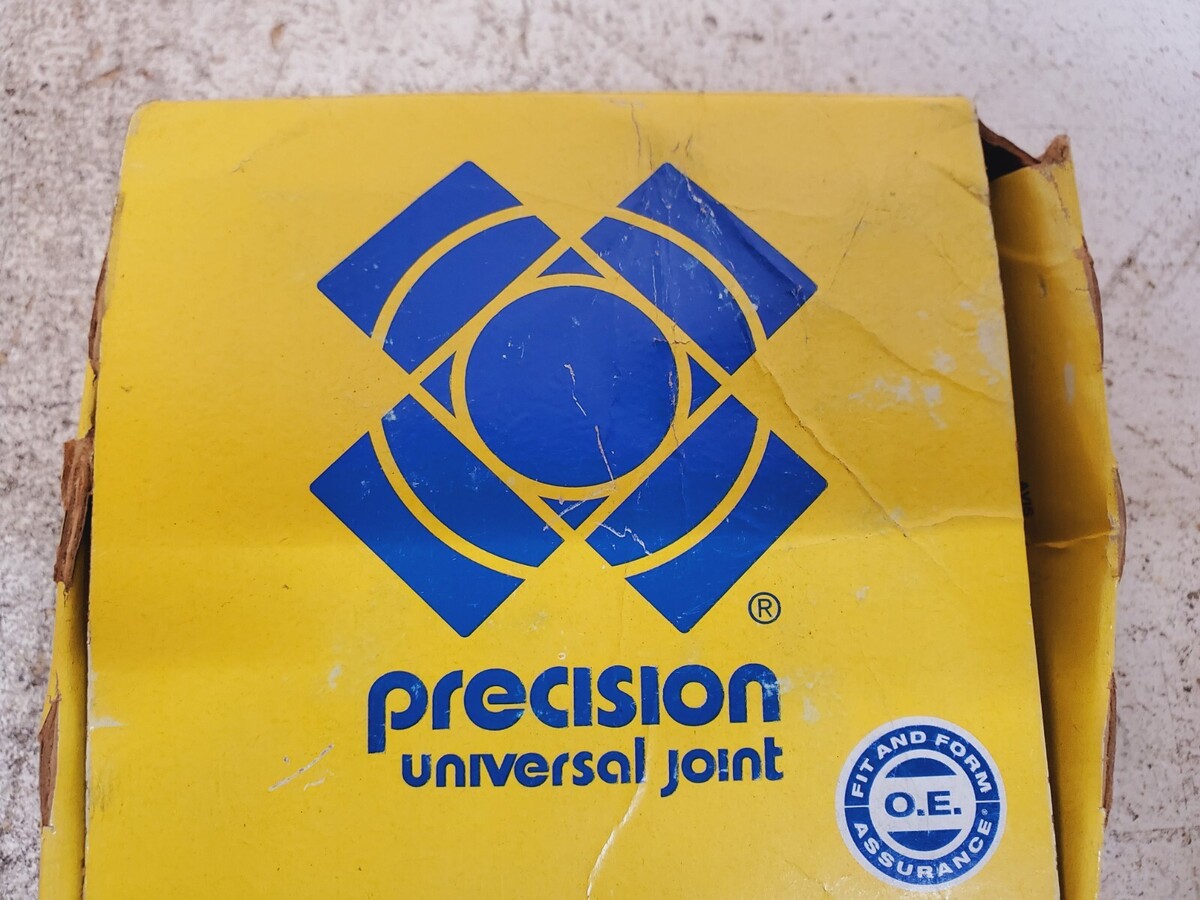 ®
precision
universal joint
FIT AND FORM
O.E.
ASSURANCE